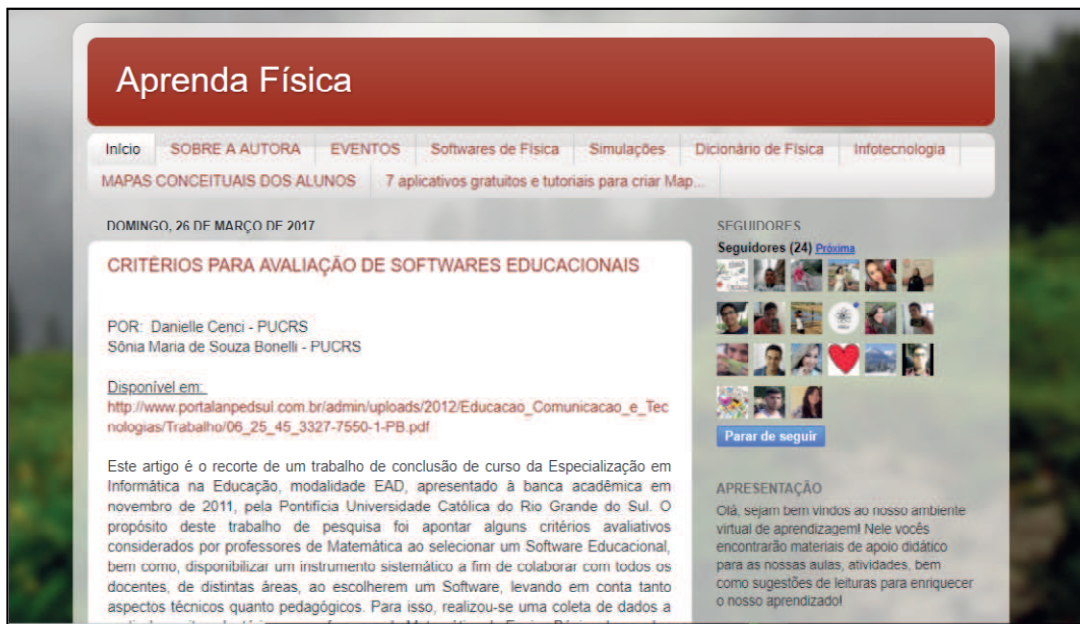 Aprenda Física
Início SOBRE A AUTORA EVENTOS Softwares de Física Simulações Dicionário de Física Infotecnologia
MAPAS CONCEITUAIS DOS ALUNOS 7 aplicativos gratuitos e tutoriais para criar Map...
DOMINGO, 26 DE MARÇO DE 2017
CRITÉRIOS PARA AVALIAÇÃO DE SOFTWARES EDUCACIONAIS
POR: Danielle Cenci - PUCRS
Sônia Maria de Souza Bonelli - PUCRS
Disponível em:
http://www.portalanpedsul.com.br/admin/uploads/2012/Educacao_Comunicacao_e_Tec
nologias/Trabalho/06_25_45_3327-7550-1-PB.pdf
Este artigo é o recorte de um trabalho de conclusão de curso da Especialização em
Informática na Educação, modalidade EAD, apresentado à banca acadêmica em
novembro de 2011, pela Pontifícia Universidade Católica do Rio Grande do Sul. O
propósito deste trabalho de pesquisa foi apontar alguns critérios avaliativos
considerados por professores de Matemática ao selecionar um Software Educacional,
bem como, disponibilizar um instrumento sistemático a fim de colaborar com todos os
docentes, de distintas áreas, ao escolherem um Software, levando em conta tanto
aspectos técnicos quanto pedagógicos. Para isso, realizou-se uma coleta de dados a
SEGUIDORES
Seguidores (24) Próxima
Parar de seguir
APRESENTAÇÃO
Olá, sejam bem vindos ao nosso ambiente
virtual de aprendizagem! Nele vocês
encontrarão materiais de apoio didático
para as nossas aulas, atividades, bem
como sugestões de leituras para enriquecer
o nosso aprendizado!